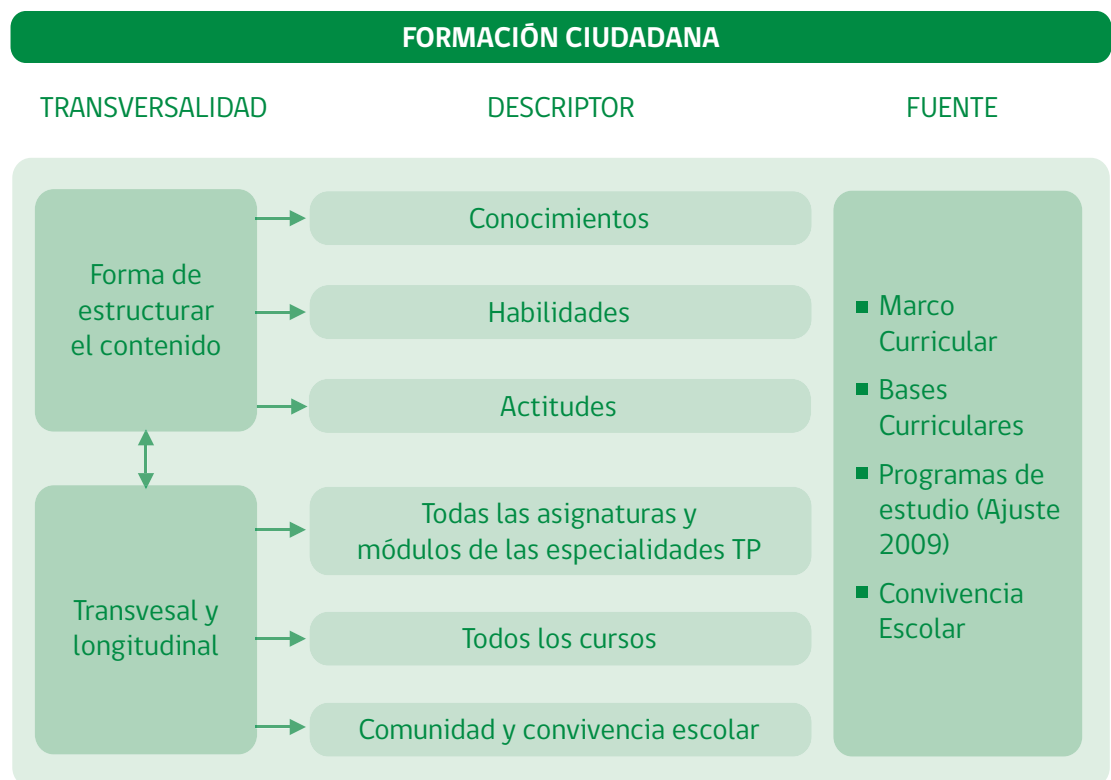 FORMACIÓN CIUDADANA
TRANSVERSALIDAD
DESCRIPTOR
FUENTE
Forma de
estructurar
el contenido
Conocimientos
Habilidades
Actitudes
Transvesal y
longitudinal
Todas las asignaturas y
módulos de las especialidades TP
Todos los cursos
Comunidad y convivencia escolar
Marco
Curricular
Bases
Curriculares
Programas de
estudio (Ajuste
2009)
Convivencia
Escolar